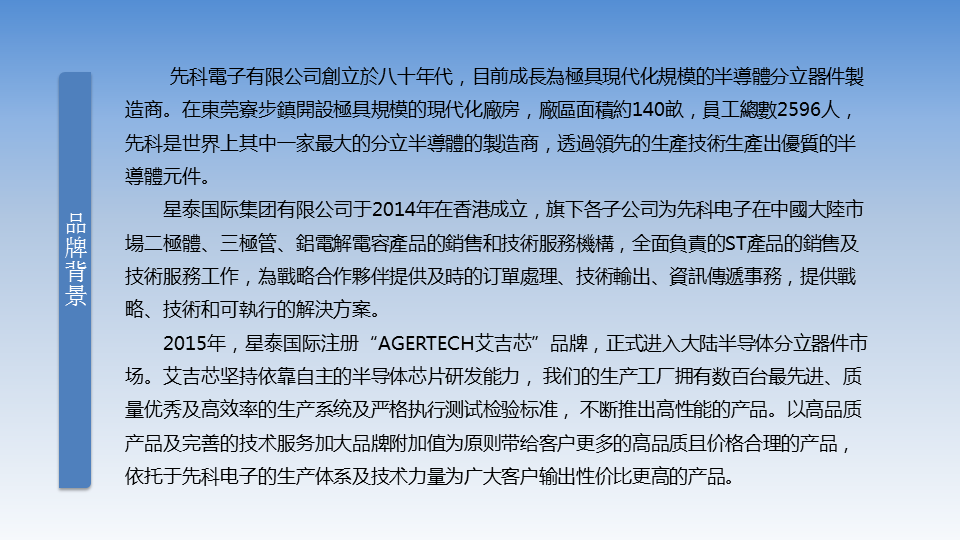 品牌背景
先科電子有限公司創立於八十年代，目前成長為極具現代化規模的半導體分立器件製
造商。在東莞寮步鎮開設極具規模的現代化廠房，廠區面積約140畝，員工總數2596人，
先科是世界上其中一家最大的分立半導體的製造商，透過領先的生產技術生產出優質的半
導體元件。
星泰国际集团有限公司于2014年在香港成立，旗下各子公司为先科电子在中國大陸市
場二極體、三極管、鋁電解電容產品的銷售和技術服務機構，全面負責的ST產品的銷售及
技術服務工作，為戰略合作夥伴提供及時的订單處理、技術輸出、資訊傳遞事務，提供戰
略、技術和可執行的解決方案。
2015年，星泰国际注册“AGERTECH艾吉芯”品牌，正式进入大陆半导体分立器件市
场。艾吉芯坚持依靠自主的半导体芯片研发能力， 我们的生产工厂拥有数百台最先进、质
量优秀及高效率的生产系统及严格执行测试检验标准， 不断推出高性能的产品。以高品质
产品及完善的技术服务加大品牌附加值为原则带给客户更多的高品质且价格合理的产品，
依托于先科电子的生产体系及技术力量为广大客户输出性价比更高的产品。